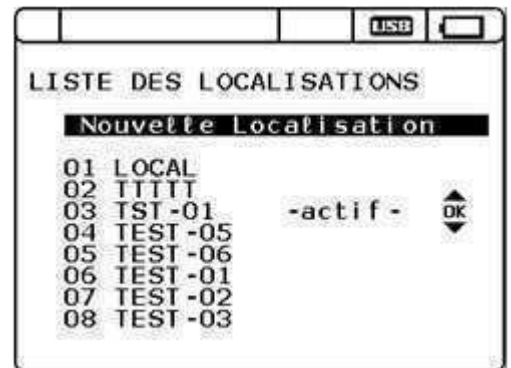 USB
LISTE DES LOCALISATIONS
Nouvelle Localisation
01 LOCAL
02 TTTTT
03 TST-01 -actif-
OK
04 TEST-05
05 TEST-06
06 TEST-01
07 TEST-02
08 TEST-03